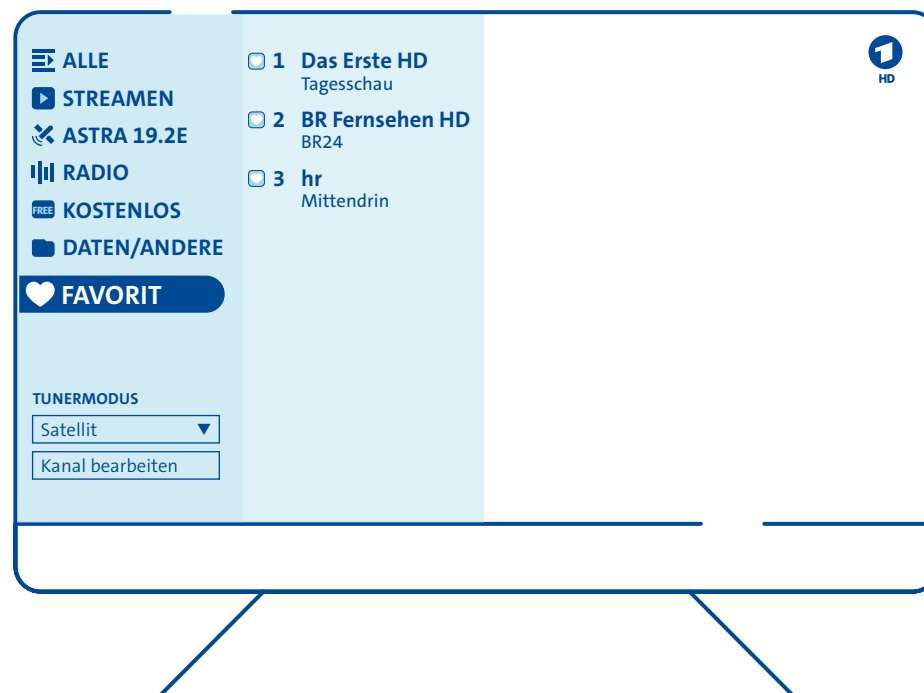 ALLE
STREAMEN
ASTRA 19.2E
RADIO
FREE KOSTENLOS
DATEN/ANDERE
FAVORIT
TUNERMODUS
Satellit
Kanal bearbeiten
1 Das Erste HD
Tagesschau
2 BR Fernsehen HD
BR24
3 hr
Mittendrin
1
HD